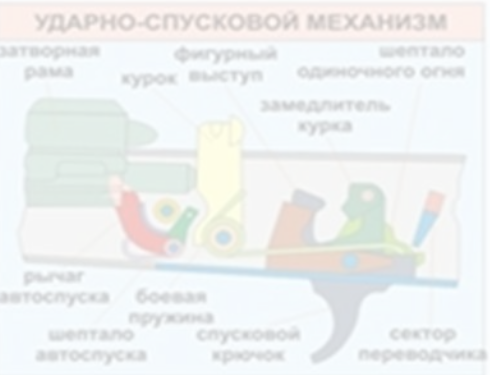 УДАРНО-СПУСКОВОЙ МЕХАНИЗМ
затворная
рама
курок
фигурный
выступ
шептало
одиночного огня
замедлитель
курка
рычаг
автоспуска
боевая
пружина
шептало
автоспуска
спусковой
крючок
сектор
переводчика